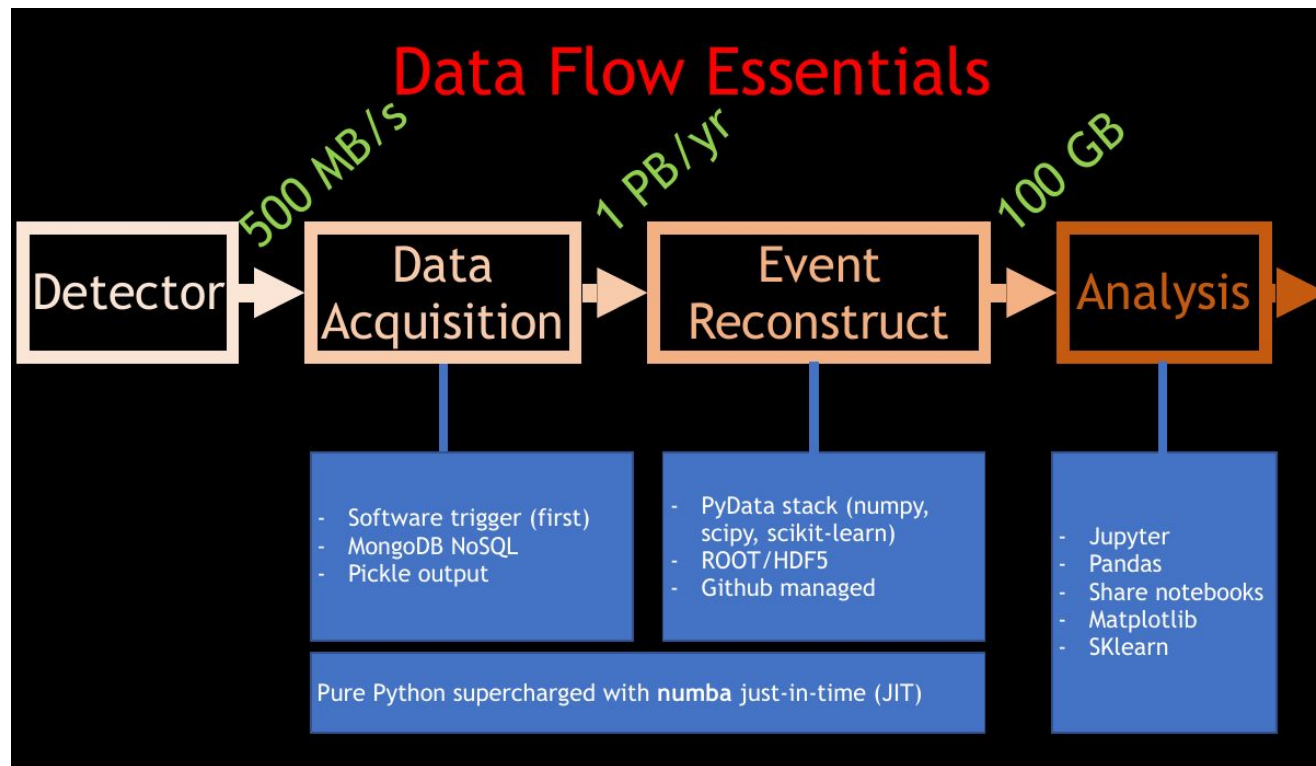 Data Flow Essentials
500 MB/s
1 PB/yr
100 GB
Detector
Data
Acquisition
Event
Reconstruct
Analysis
- Software trigger (first)
- MongoDB NoSQL
- Pickle output
- PyData stack (numpy,
scipy, scikit-learn)
- ROOT/HDF5
- Github managed
- Jupyter
- Pandas
- Share notebooks
- Matplotlib
- SKlearn
Pure Python supercharged with numba just-in-time (JIT)